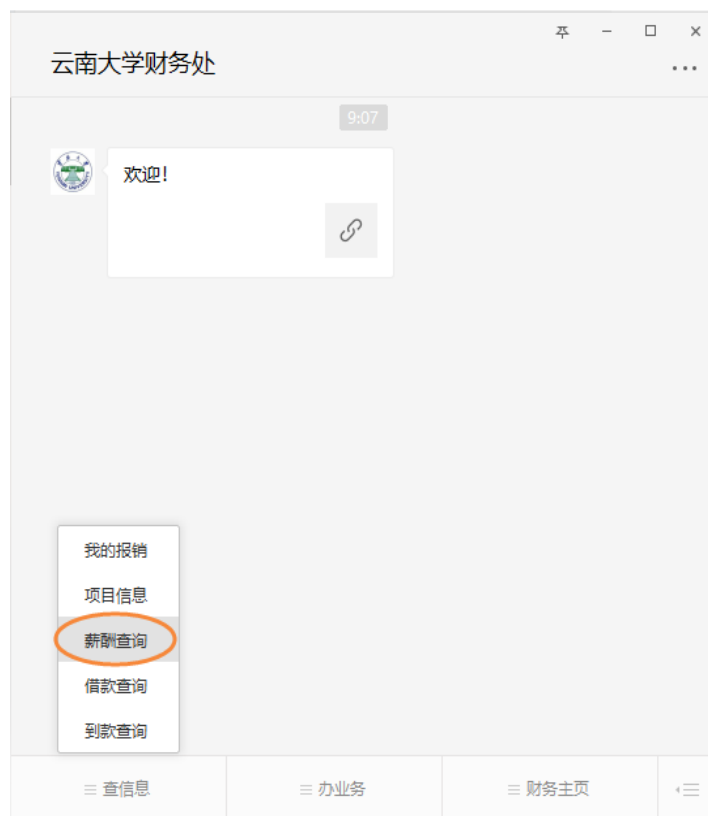 云南大学财务处
9:07
欢迎!
我的报销
项目信息
薪酬查询
借款查询
到款查询
查信息
办业务
财务主页